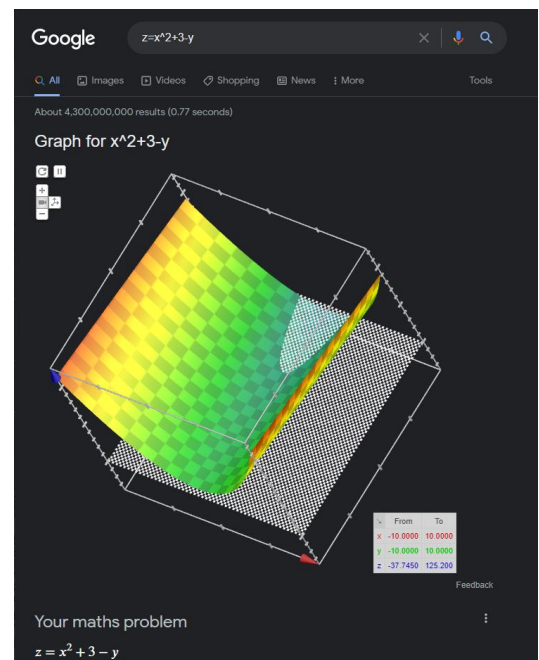 Google
z=x^2+3-y
All Images Videos Shopping News More Tools
About 4,300,000,000 results (0.77 seconds)
Graph for x^2+3-y
From To
x -10.0000 10.0000
y -10.0000 10.0000
z -37.7450 125.200
Feedback
Your maths problem
z = x² + 3 − y